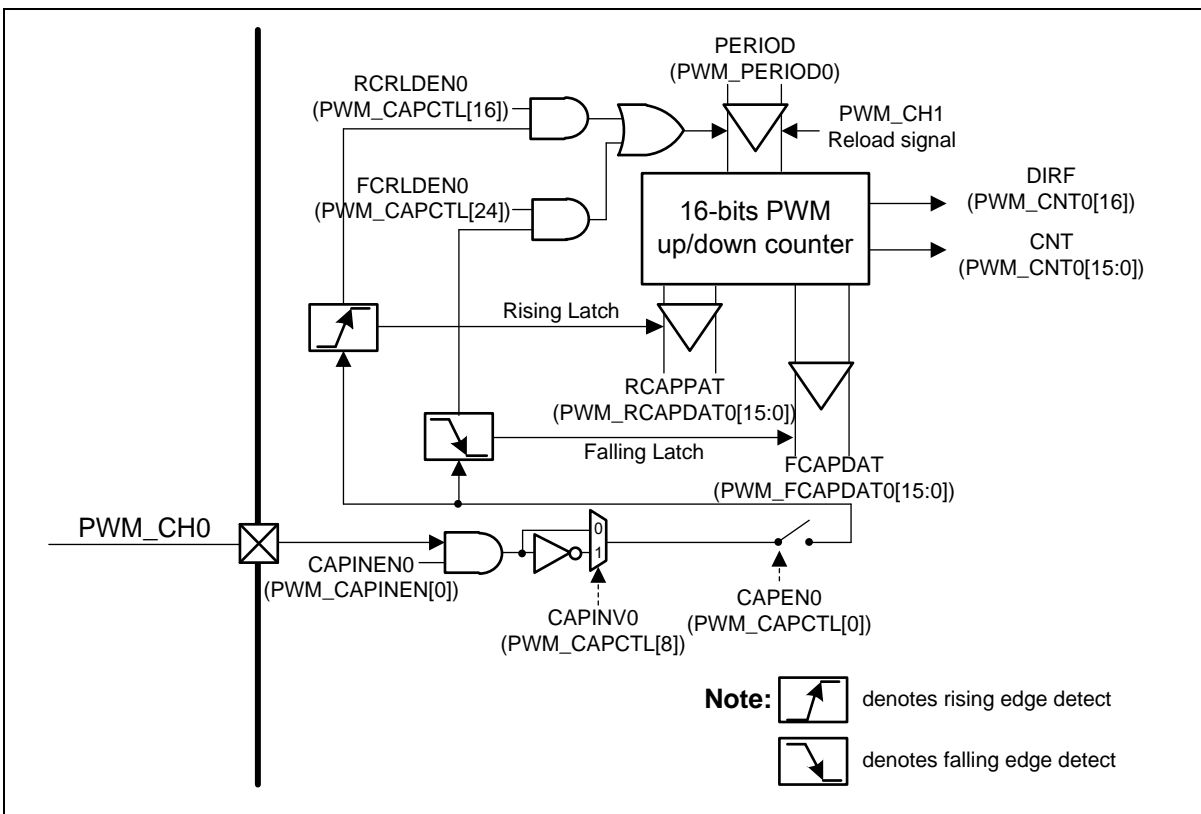 PERIOD
(PWM_PERIOD0)
RCRLDEN0
(PWM_CAPCTL[16])
PWM_CH1
Reload signal
FCRLDEN0
(PWM_CAPCTL[24])
16-bits PWM
up/down counter
DIRF
(PWM_CNT0[16])
CNT
(PWM_CNT0[15:0])
Rising Latch
RCAPPAT
(PWM_RCAPDAT0[15:0])
Falling Latch
FCAPDAT
(PWM_FCAPDAT0[15:0])
PWM_CH0
0
1
CAPINEN0
(PWM_CAPINEN[0])
CAPINV0
(PWM_CAPCTL[8])
CAPEN0
(PWM_CAPCTL[0])
Note:
denotes rising edge detect
denotes falling edge detect